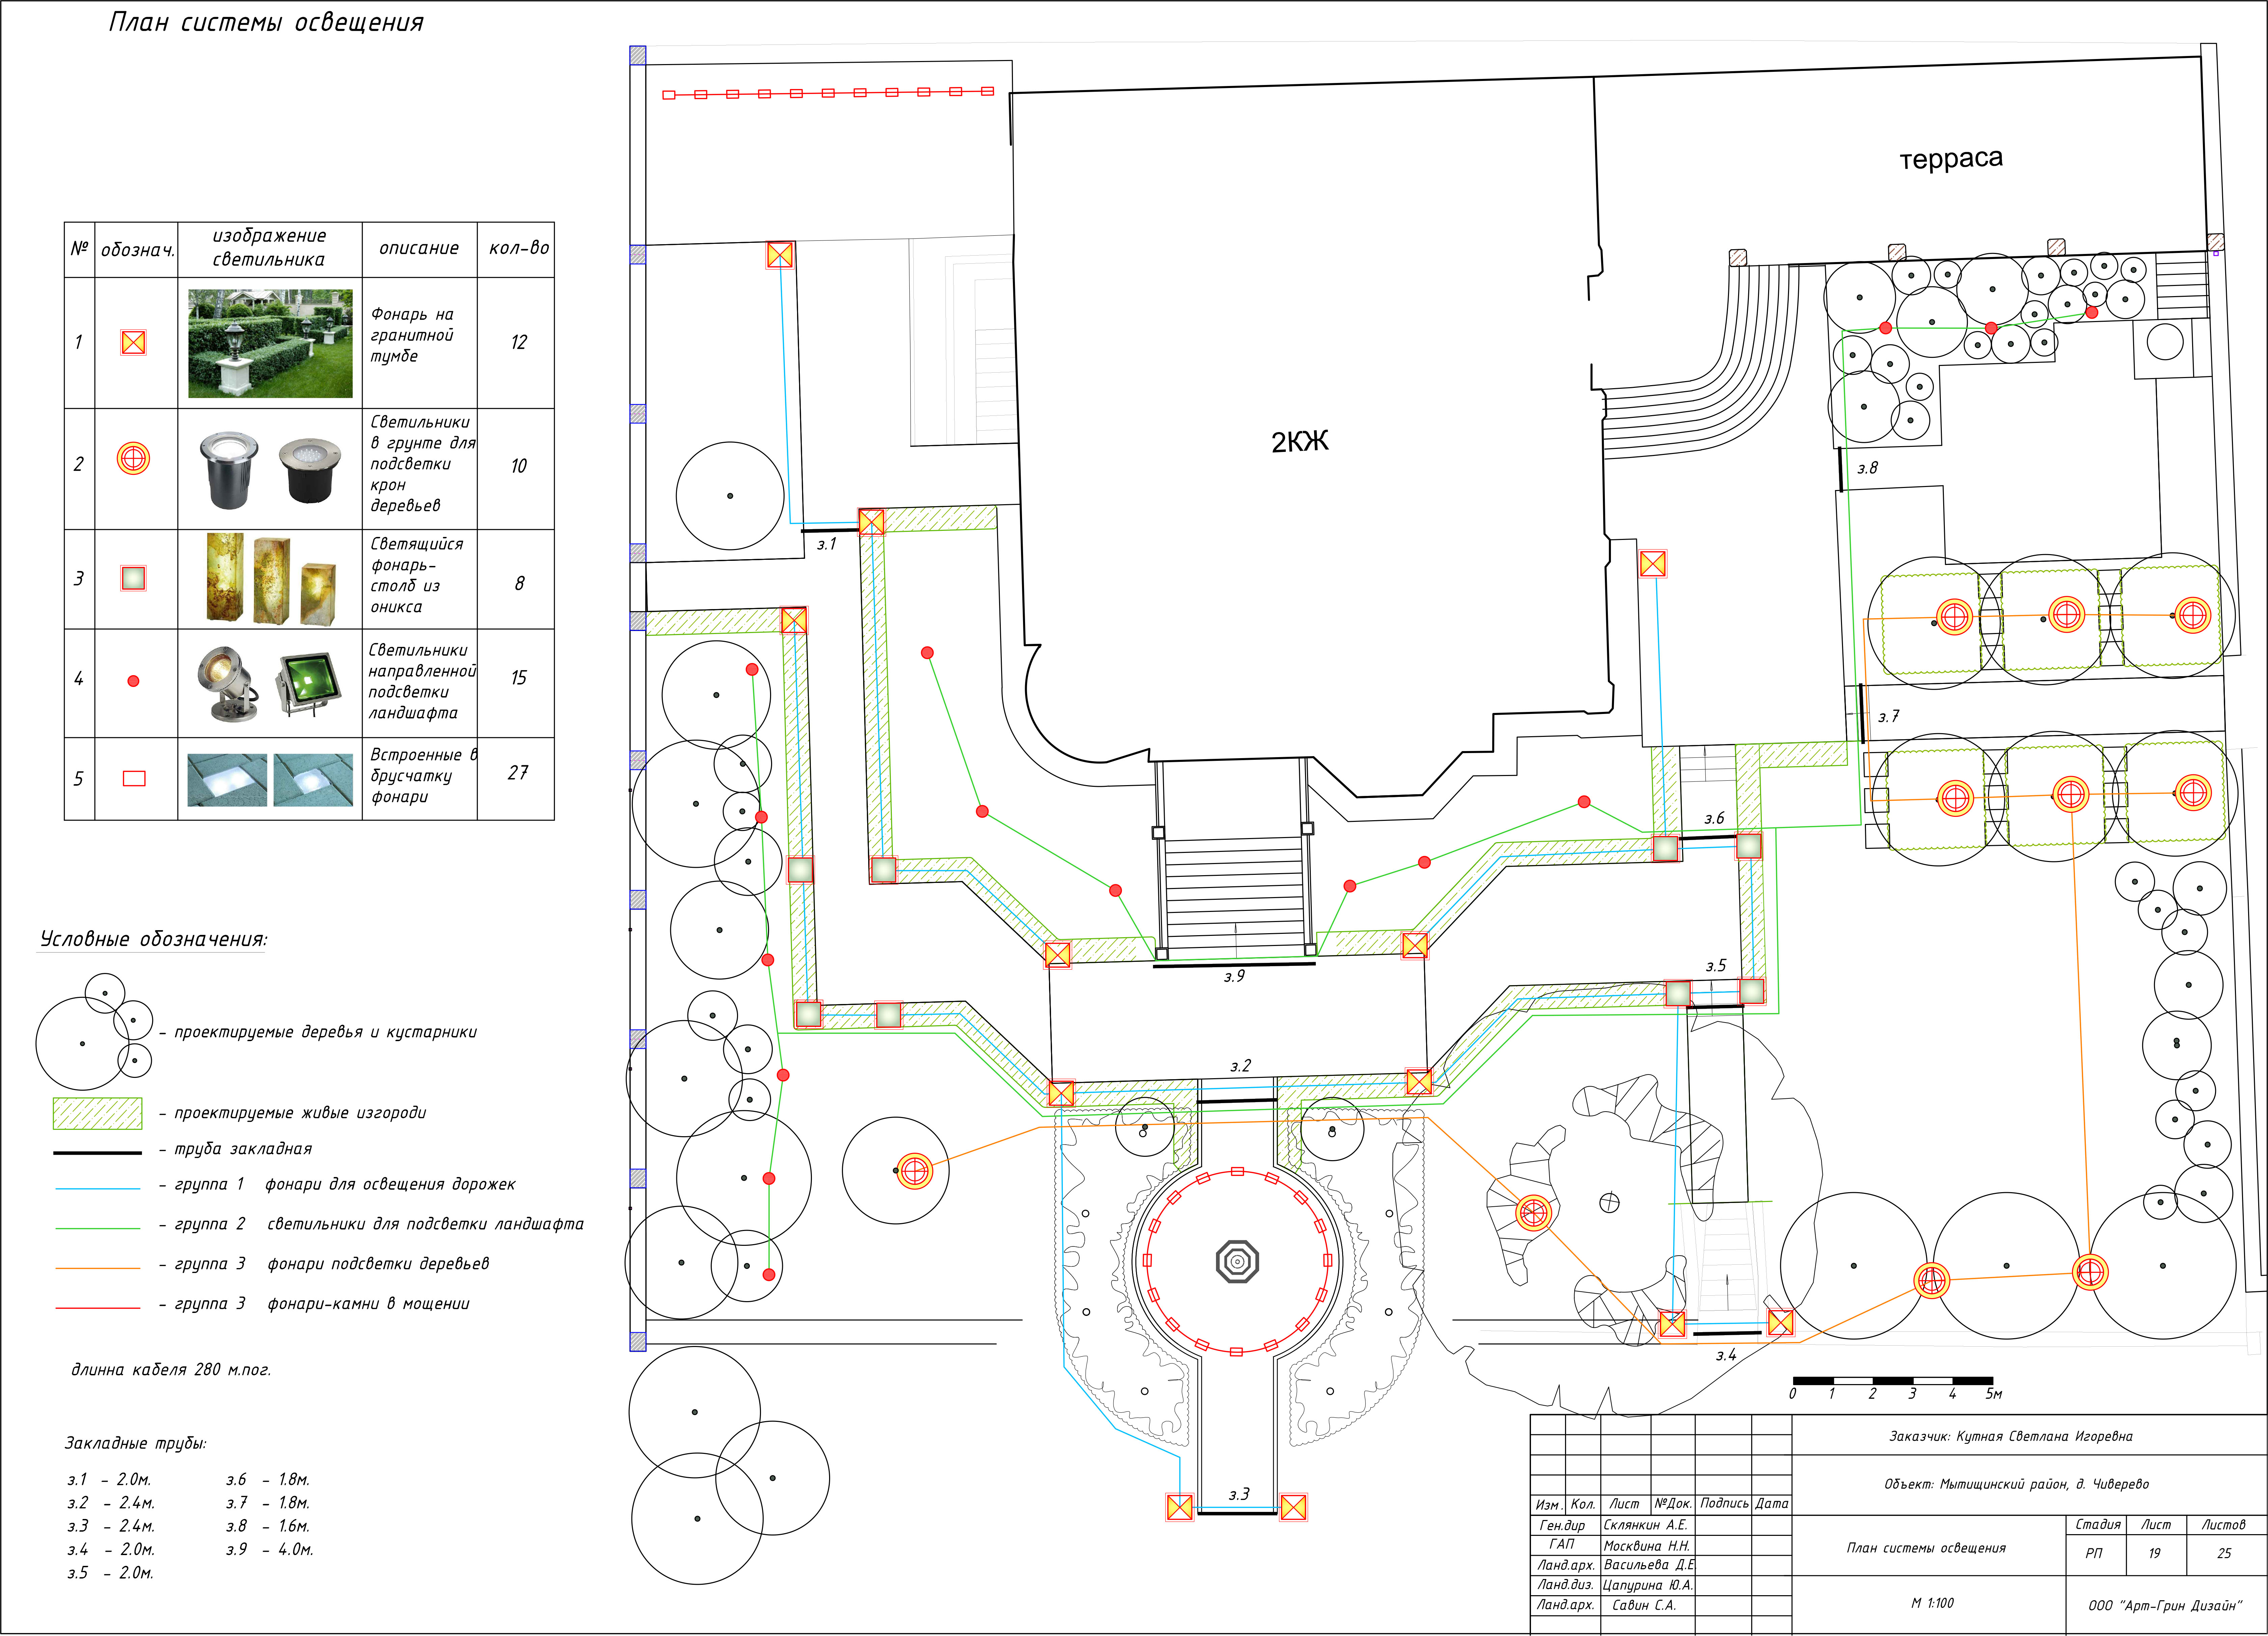 План системы освещения
№ обознач. изображение светильника описание кол-во
1
Фонарь на
гранитной
тумбе
12
2
Светильники
в грунте для
подсветки
крон
деревьев
10
3
Светящийся
фонарь-
столб из
оникса
8
4
Светильники
направленной
подсветки
ландшафта
15
5
Встроенные в
брусчатку
фонари
27
Условные обозначения:
- проектируемые деревья и кустарники
- проектируемые живые изгороди
- труба закладная
- группа 1 фонари для освещения дорожек
- группа 2 светильники для подсветки ландшафта
- группа 3 фонари подсветки деревьев
- группа 3 фонари-камни в мощении
длинна кабеля 280 м.пог.
Закладные трубы:
з.1 - 2.0м.
з.2 - 2.4м.
з.3 - 2.4м.
з.4 - 2.0м.
з.5 - 2.0м.
з.6 - 1.8м.
з.7 - 1.8м.
з.8 - 1.6м.
з.9 - 4.0м.
терраса
2КЖ
з.8
з.1
з.7
з.6
з.5
з.9
з.2
з.4
з.3
0 1 2 3 4 5м
Заказчик: Кутная Светлана Игоревна
Объект: Мытищинский район, д. Чиверево
Изм. Кол. Лист №Док. Подпись Дата
Ген.дир Склянкин А.Е.
ГАП Москвина Н.Н.
Ланд.арх. Васильева Д.Е.
Ланд.диз. Цапурина Ю.А.
Ланд.арх. Савин С.А.
План системы освещения
Стадия Лист Листов
РП 19 25
М 1:100
ООО "Арт-Грин Дизайн"